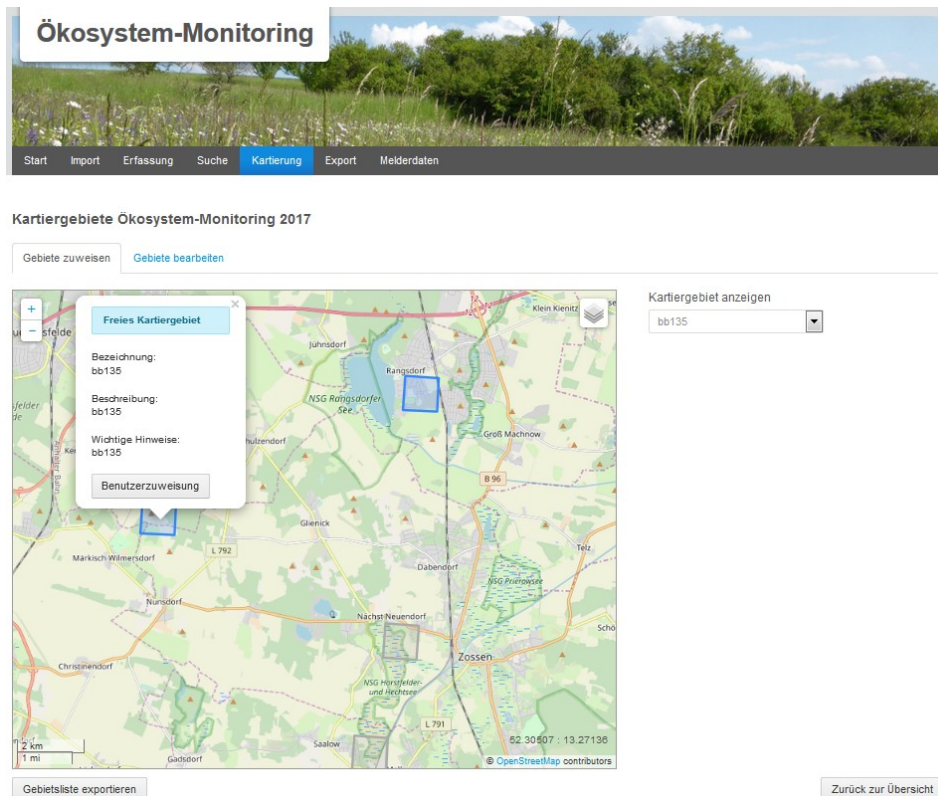 Ökosystem-Monitoring
Start Import Erfassung Suche Kartierung Export Melderdaten
Kartiergebiete Ökosystem-Monitoring 2017
Gebiete zuweisen Gebiete bearbeiten
Kartiergebiet anzeigen
bb135
+
−
×
Freies Kartiergebiet
Bezeichnung:
bb135
Beschreibung:
bb135
Wichtige Hinweise:
bb135
Benutzerzuweisung
Klein Kienitz
Juhnsdorf
Rangsdorf
NSG Rangsdorfer
See
Groß Machnow
B 96
Glienick
L 792
Märkisch Wilmersdorf
Dabendorf
Telz
NSG Prierowsee
Nunsdorf
Nächst Neuendorf
Zossen
Christinendorf
NSG Horstfelder-
und Hechtsee
L 791
Saalow
Gadsdorf
2 km
1 mi
52.30507 : 13.27136
© OpenStreetMap contributors
Gebietsliste exportieren
Zurück zur Übersicht